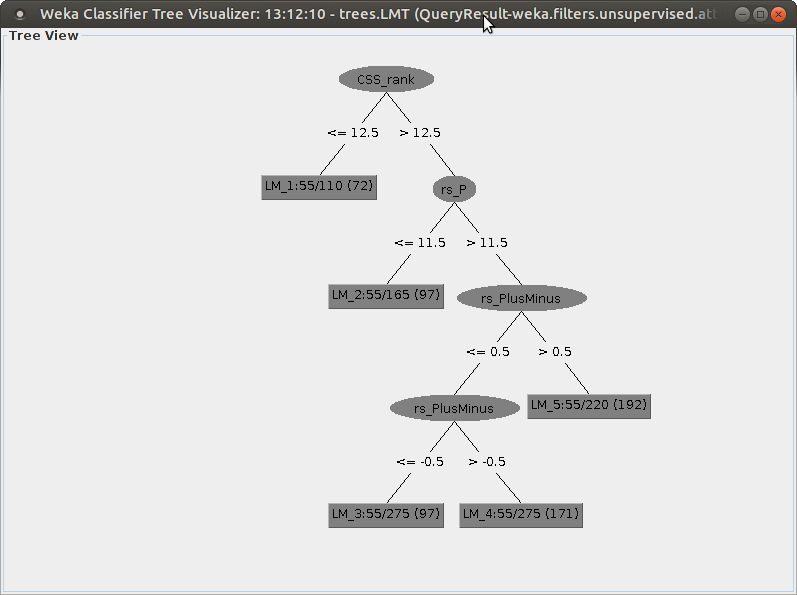 Weka Classifier Tree Visualizer: 13:12:10 - trees.LMT (QueryResult-weka.filters.unsupervised.att
Tree View
CSS_rank
<= 12.5 > 12.5
LM_1:55/110 (72)
rs_P
<= 11.5 > 11.5
LM_2:55/165 (97)
rs_PlusMinus
<= 0.5 > 0.5
rs_PlusMinus
LM_5:55/220 (192)
<= -0.5 > -0.5
LM_3:55/275 (97)
LM_4:55/275 (171)